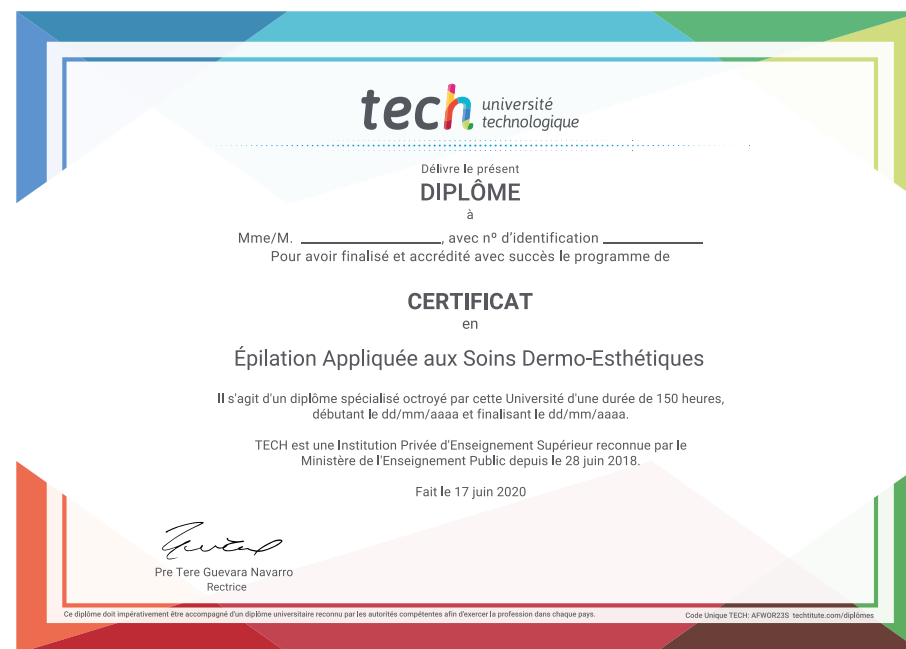 tech université
technologique
Délivre le présent
DIPLÔME
à
Mme/M. ____________________, avec nº d'identification ______________
Pour avoir finalisé et accrédité avec succès le programme de
CERTIFICAT
en
Épilation Appliquée aux Soins Dermo-Esthétiques
Il s'agit d'un diplôme spécialisé octroyé par cette Université d'une durée de 150 heures,
débutant le dd/mm/aaaa et finalisant le dd/mm/aaaa.
TECH est une Institution Privée d'Enseignement Supérieur reconnue par le
Ministère de l'Enseignement Public depuis le 28 juin 2018.
Fait le 17 juin 2020
Pre Tere Guevara Navarro
Rectrice
Ce diplôme doit impérativement être accompagné d'un diplôme universitaire reconnu par les autorités compétentes afin d'exercer la profession dans chaque pays.
Code Unique TECH: AFWOR23S techtitute.com/diplômes